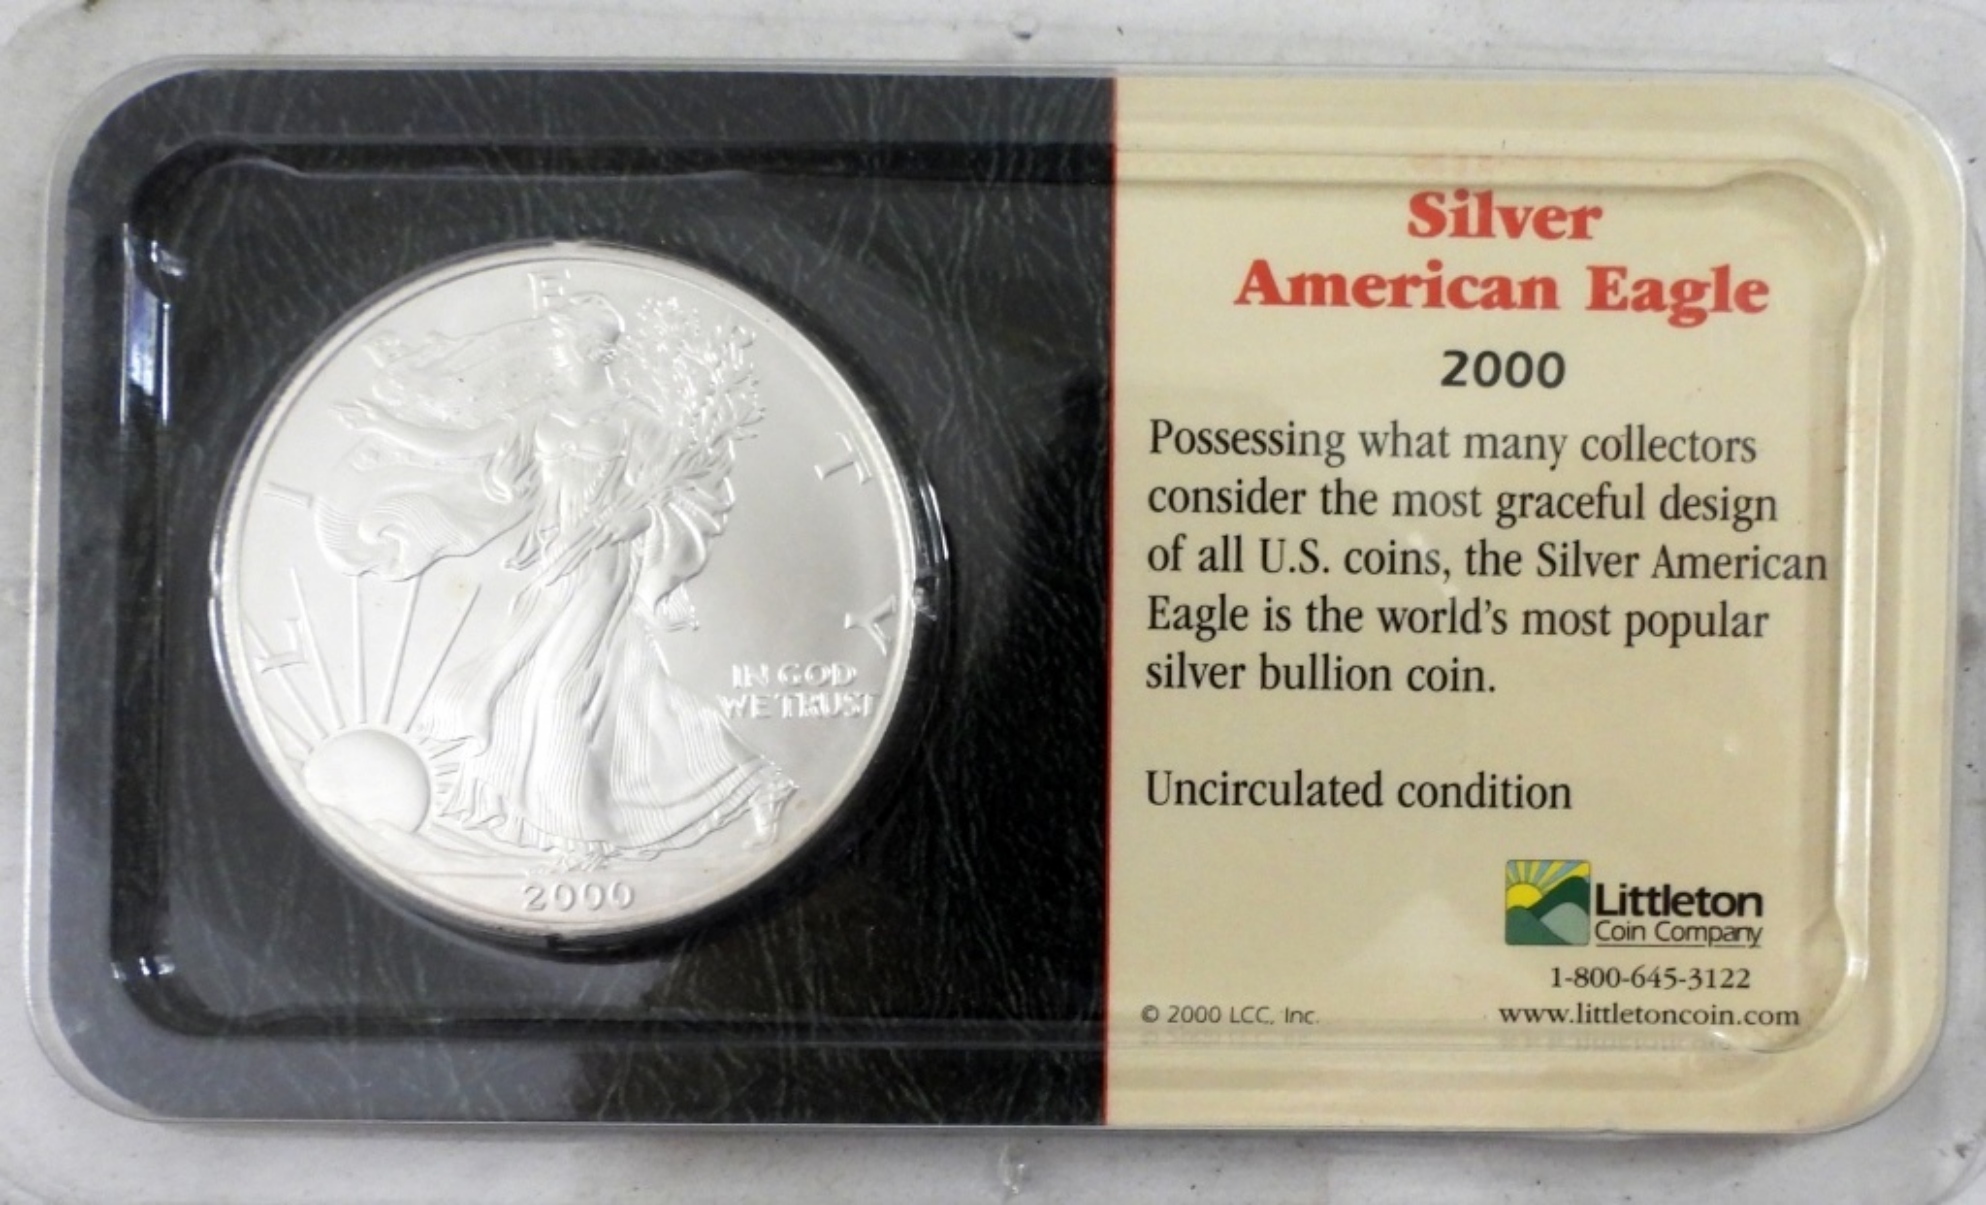 L I B E R T Y
IN GOD
WE TRUST
2000
Silver
American Eagle
2000
Possessing what many collectors
consider the most graceful design
of all U.S. coins, the Silver American
Eagle is the world's most popular
silver bullion coin.
Uncirculated condition
Littleton
Coin Company
1-800-645-3122
© 2000 LCC, Inc.
www.littletoncoin.com